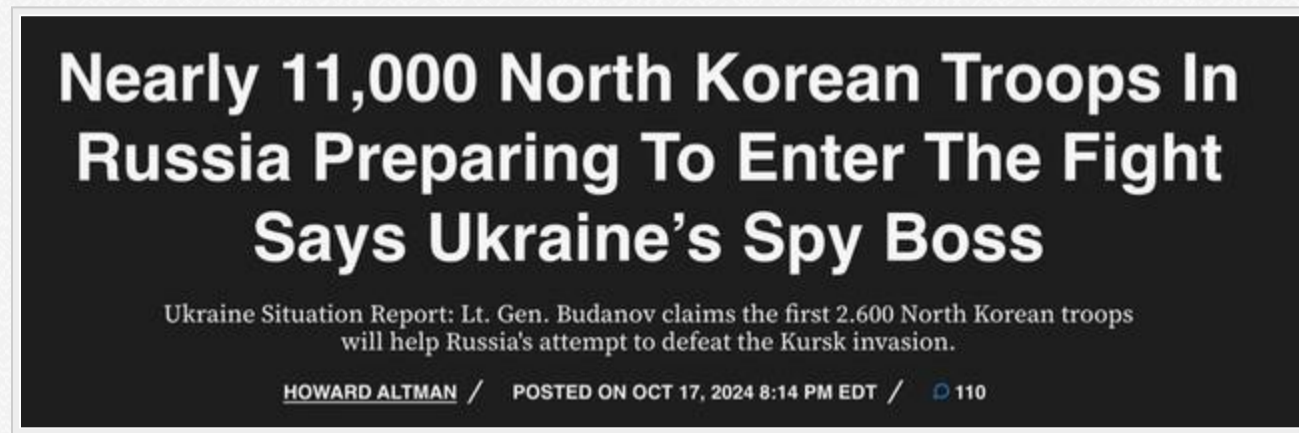 Nearly 11,000 North Korean Troops In
Russia Preparing To Enter The Fight
Says Ukraine’s Spy Boss
Ukraine Situation Report: Lt. Gen. Budanov claims the first 2.600 North Korean troops
will help Russia's attempt to defeat the Kursk invasion.
HOWARD ALTMAN / POSTED ON OCT 17, 2024 8:14 PM EDT / 110